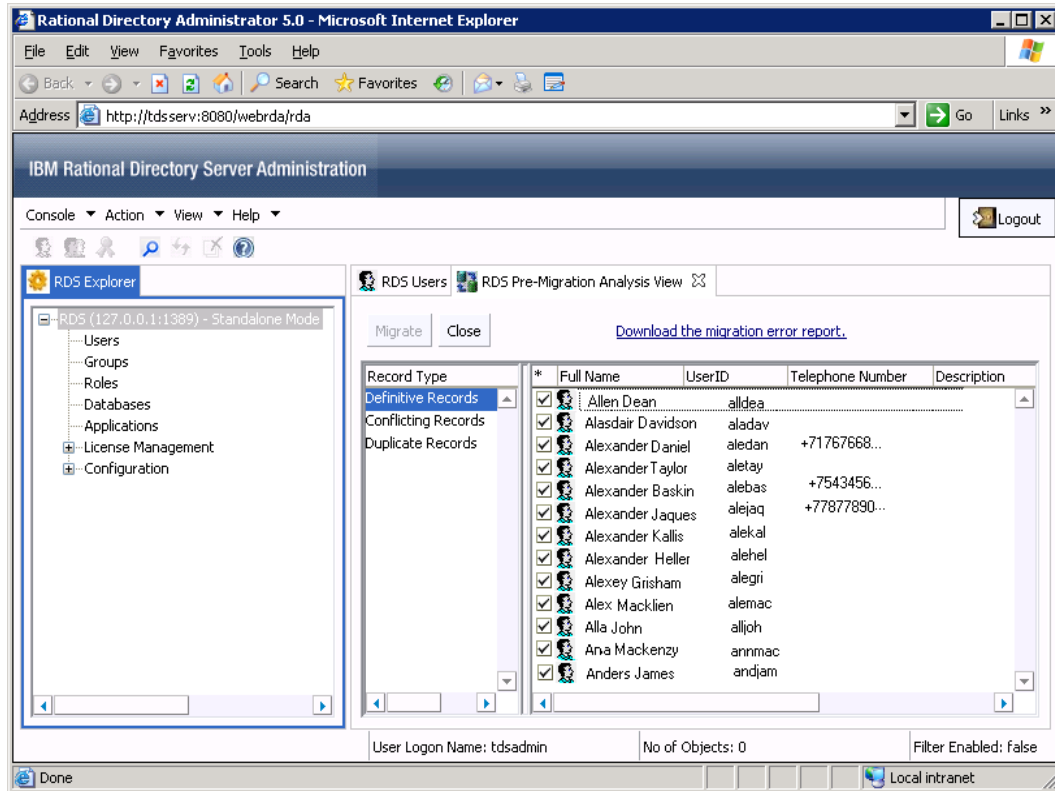 Rational Directory Administrator 5.0 - Microsoft Internet Explorer
File Edit View Favorites Tools Help
Back Search Favorites
Address http://tdsserv:8080/webrda/rda Go Links »
IBM Rational Directory Server Administration
Console Action View Help
Logout
RDS Explorer
RDS (127.0.0.1:1389) - Standalone Mode
Users
Groups
Roles
Databases
Applications
License Management
Configuration
RDS Users RDS Pre-Migration Analysis View
Migrate Close Download the migration error report.
Record Type
Definitive Records
Conflicting Records
Duplicate Records
* Full Name UserID Telephone Number Description
Allen Dean alldea
Alasdair Davidson aladav
Alexander Daniel aledan +71767668...
Alexander Taylor aletay
Alexander Baskin alebas +7543456...
Alexander Jaques alejaq +77877890...
Alexander Kallis alekal
Alexander Heller alehel
Alexey Grisham alegri
Alex Macklien alemac
Alla John alljoh
Ana Mackenzy annmac
Anders James andjam
User Logon Name: tdsadmin No of Objects: 0 Filter Enabled: false
Done Local intranet